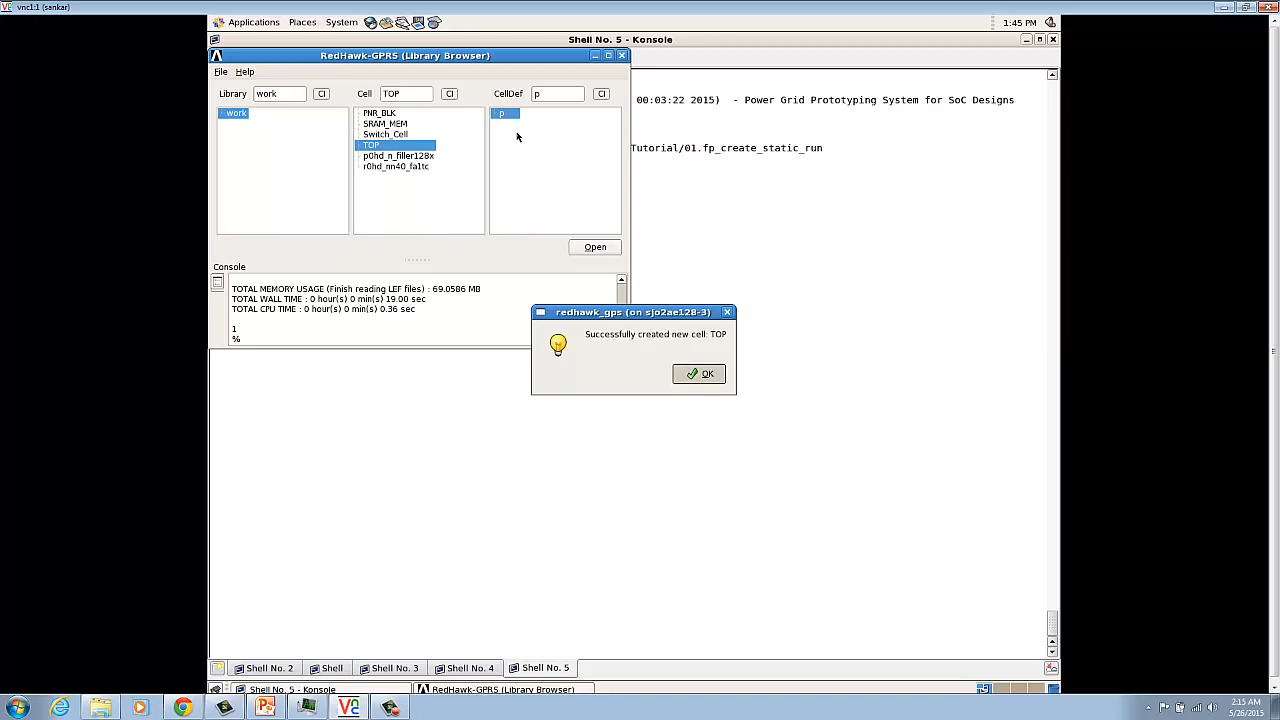 vnc1:1 (sankar)
Applications Places System 1:45 PM
Shell No. 5 - Konsole
RedHawk-GPRS (Library Browser)
File Help
Library work Cl Cell TOP Cl CellDef p Cl
work
PNR_BLK
SRAM_MEM
Switch_Cell
TOP
p0hd_n_filler128x
r0hd_nn40_fa1tc
p
00:03:22 2015) - Power Grid Prototyping System for SoC Designs
Tutorial/01.fp_create_static_run
Open
Console
TOTAL MEMORY USAGE (Finish reading LEF files) : 69.0586 MB
TOTAL WALL TIME : 0 hour(s) 0 min(s) 19.00 sec
TOTAL CPU TIME : 0 hour(s) 0 min(s) 0.36 sec
1
%
redhawk_gps (on sjo2ae128-3)
Successfully created new cell: TOP
OK
Shell No. 2 Shell Shell No. 3 Shell No. 4 Shell No. 5
Shell No. 5 - Konsole RedHawk-GPRS (Library Browser)
2:15 AM
5/26/2015